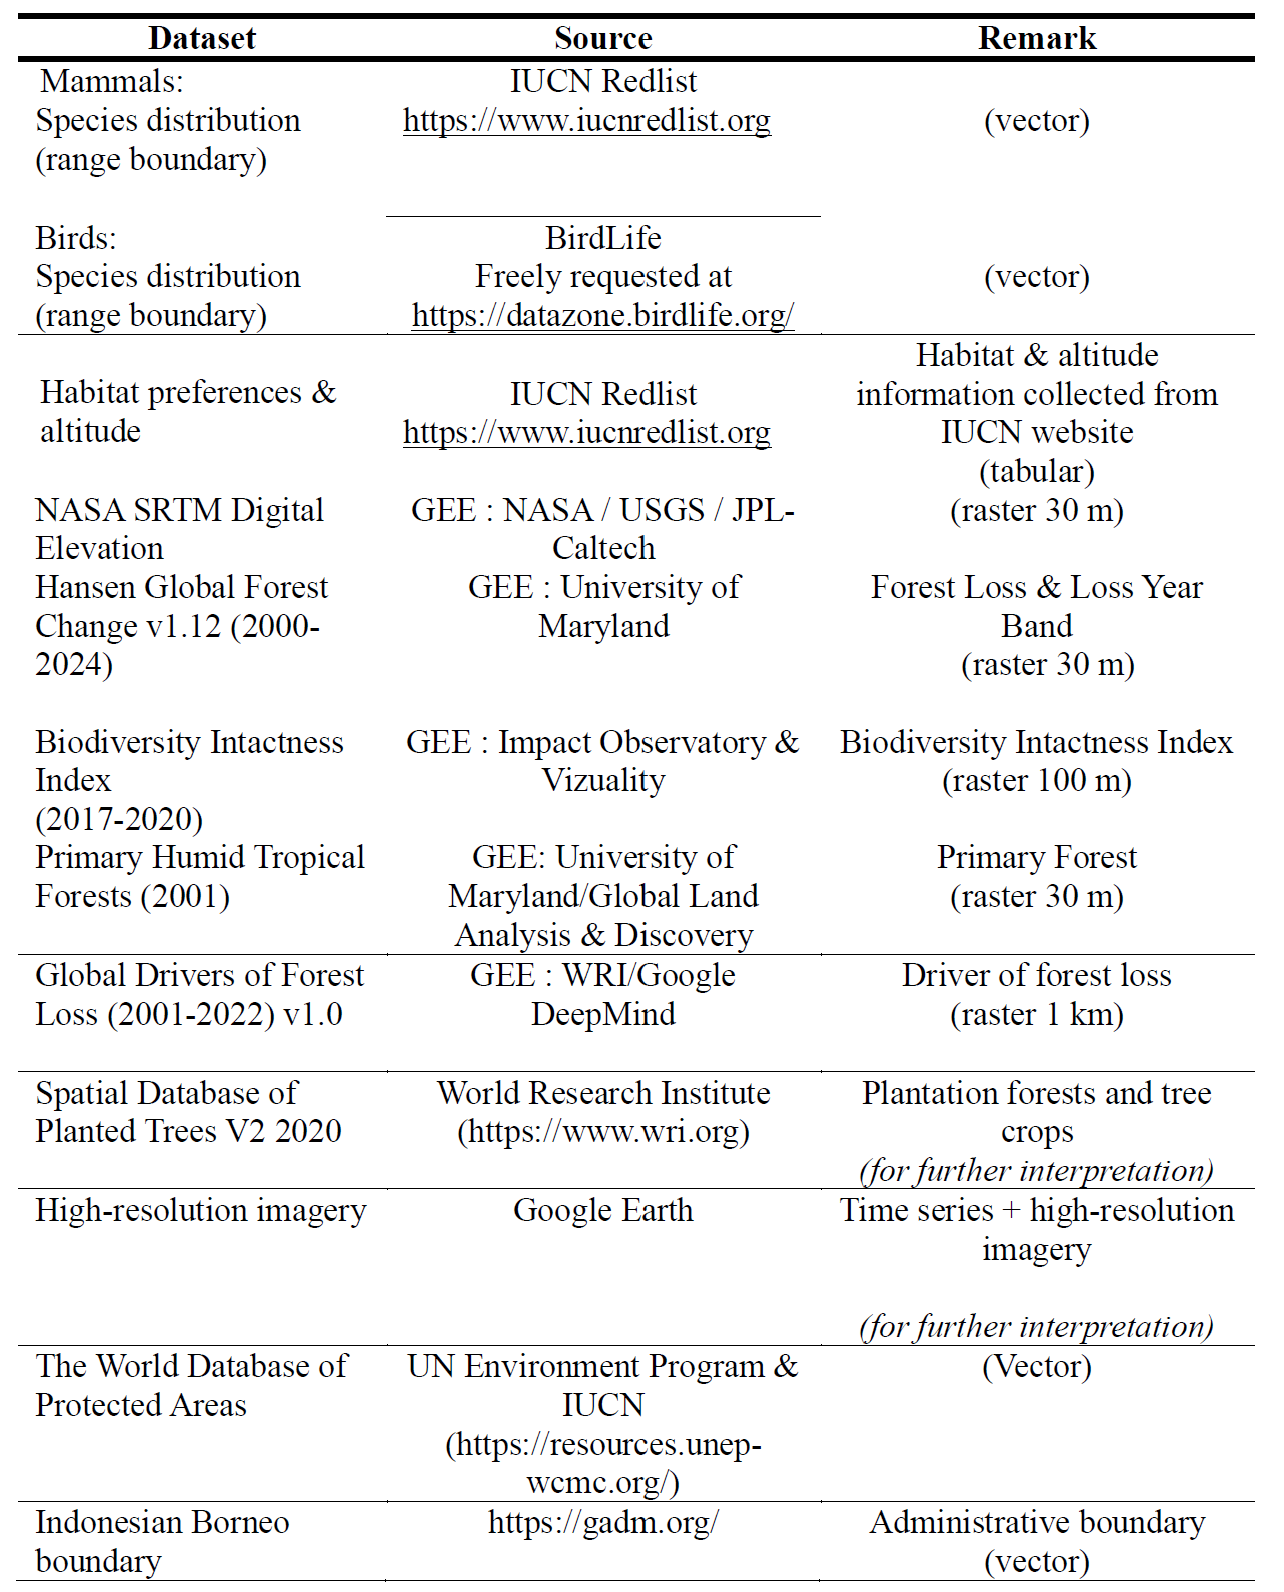 Dataset Source Remark
Mammals:
Species distribution
(range boundary)
IUCN Redlist
https://www.iucnredlist.org
(vector)
Birds:
Species distribution
(range boundary)
BirdLife
Freely requested at
https://datazone.birdlife.org/
(vector)
Habitat preferences &
altitude
IUCN Redlist
https://www.iucnredlist.org
Habitat & altitude
information collected from
IUCN website
(tabular)
NASA SRTM Digital
Elevation
GEE : NASA / USGS / JPL-
Caltech
(raster 30 m)
Hansen Global Forest
Change v1.12 (2000-
2024)
GEE : University of
Maryland
Forest Loss & Loss Year
Band
(raster 30 m)
Biodiversity Intactness
Index
(2017-2020)
GEE : Impact Observatory &
Vizuality
Biodiversity Intactness Index
(raster 100 m)
Primary Humid Tropical
Forests (2001)
GEE: University of
Maryland/Global Land
Analysis & Discovery
Primary Forest
(raster 30 m)
Global Drivers of Forest
Loss (2001-2022) v1.0
GEE : WRI/Google
DeepMind
Driver of forest loss
(raster 1 km)
Spatial Database of
Planted Trees V2 2020
World Research Institute
(https://www.wri.org)
Plantation forests and tree
crops
(for further interpretation)
High-resolution imagery
Google Earth
Time series + high-resolution
imagery
(for further interpretation)
The World Database of
Protected Areas
UN Environment Program &
IUCN
(https://resources.unep-
wcmc.org/)
(Vector)
Indonesian Borneo
boundary
https://gadm.org/
Administrative boundary
(vector)